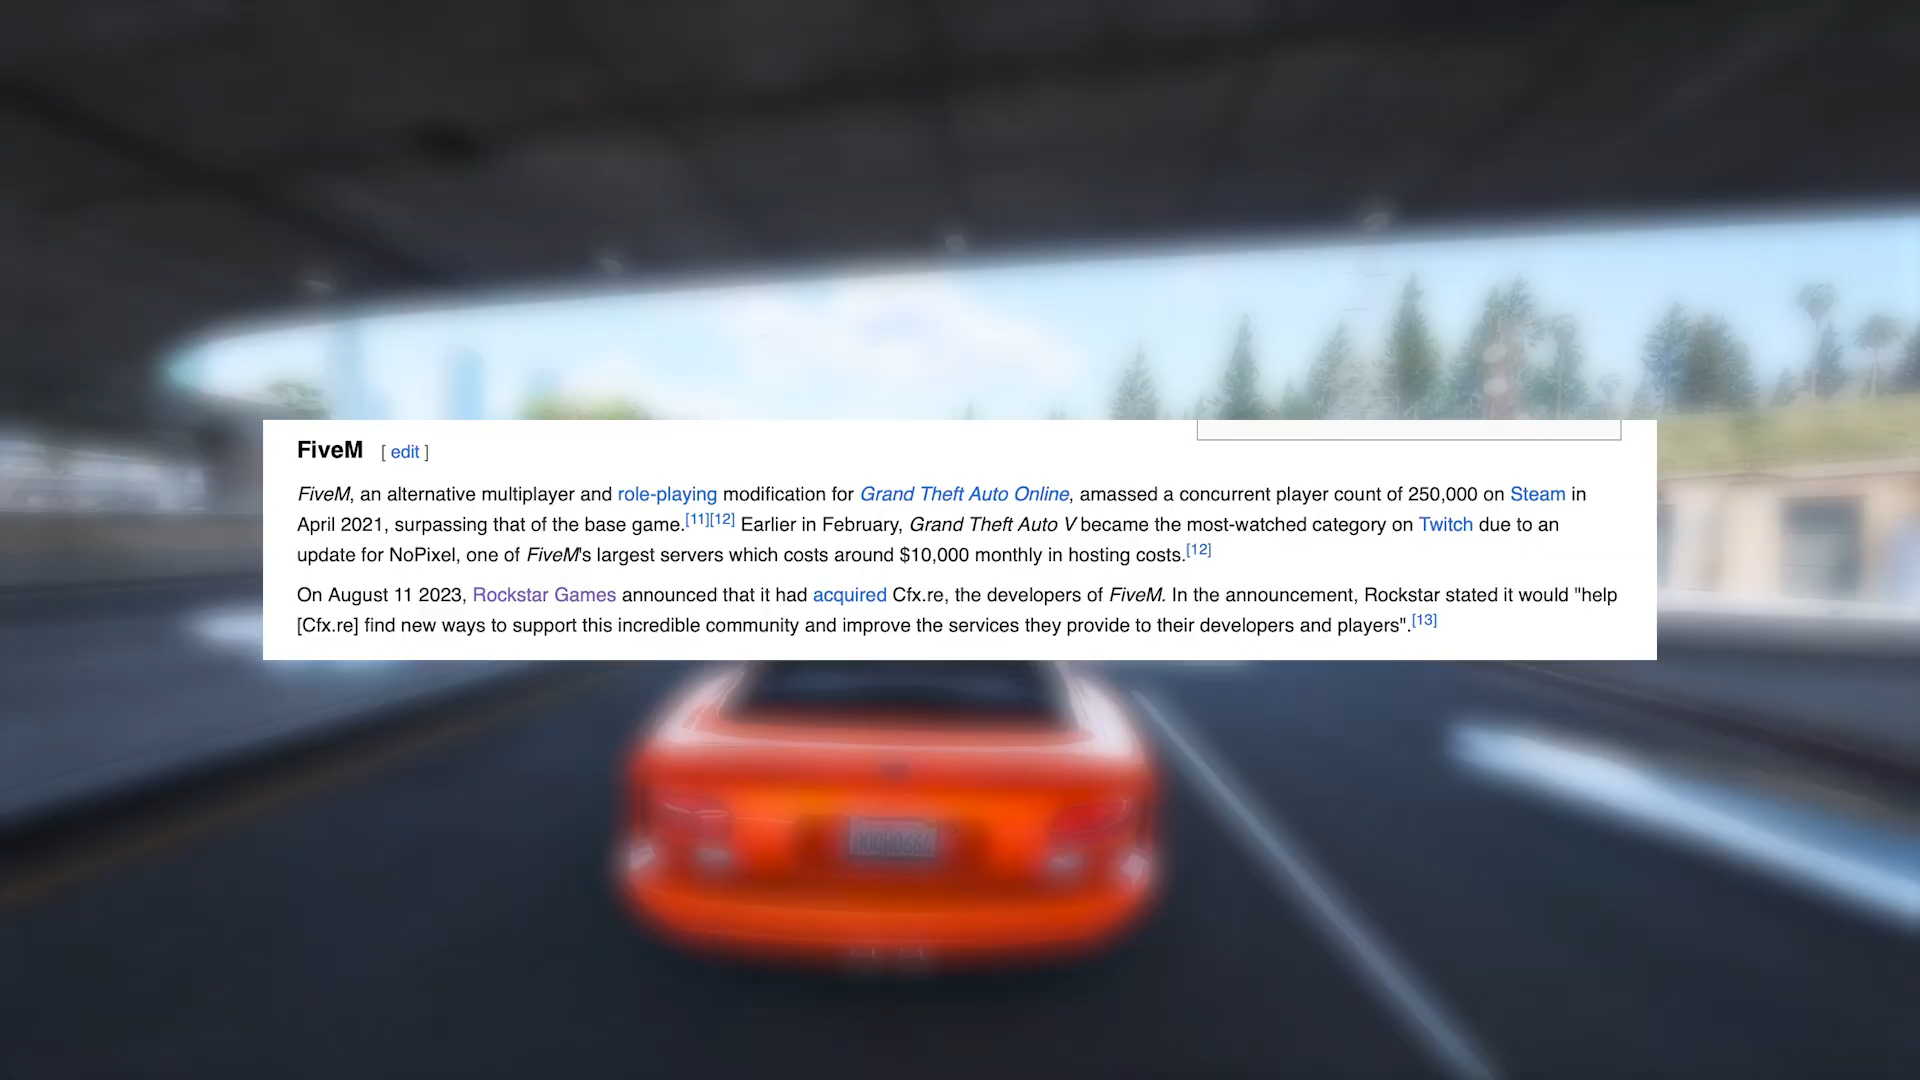 FiveM [ edit ]
FiveM, an alternative multiplayer and role-playing modification for Grand Theft Auto Online, amassed a concurrent player count of 250,000 on Steam in
April 2021, surpassing that of the base game.[11][12] Earlier in February, Grand Theft Auto V became the most-watched category on Twitch due to an
update for NoPixel, one of FiveM's largest servers which costs around $10,000 monthly in hosting costs.[12]
On August 11 2023, Rockstar Games announced that it had acquired Cfx.re, the developers of FiveM. In the announcement, Rockstar stated it would "help
[Cfx.re] find new ways to support this incredible community and improve the services they provide to their developers and players".[13]